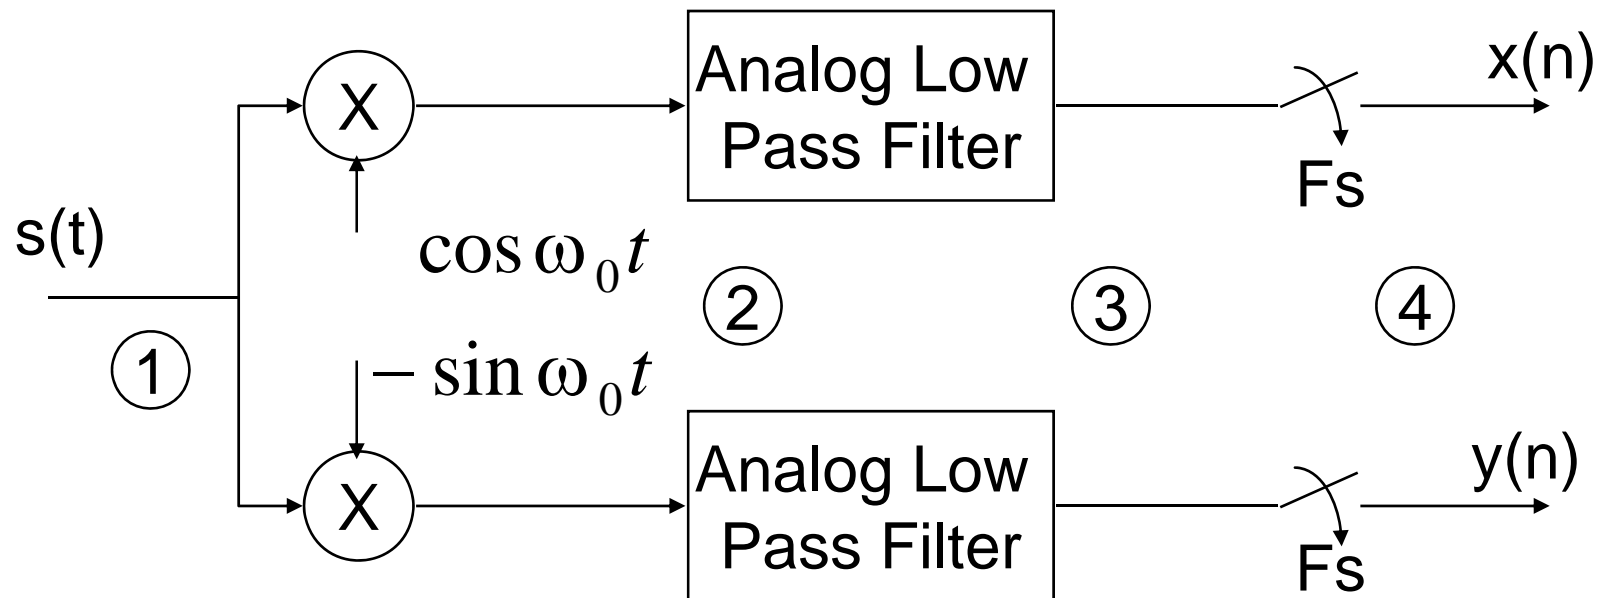 X
Analog Low
Pass Filter
x(n)
Fs
s(t)
cos ω₀t
1
2
3
4
− sin ω₀t
X
Analog Low
Pass Filter
y(n)
Fs